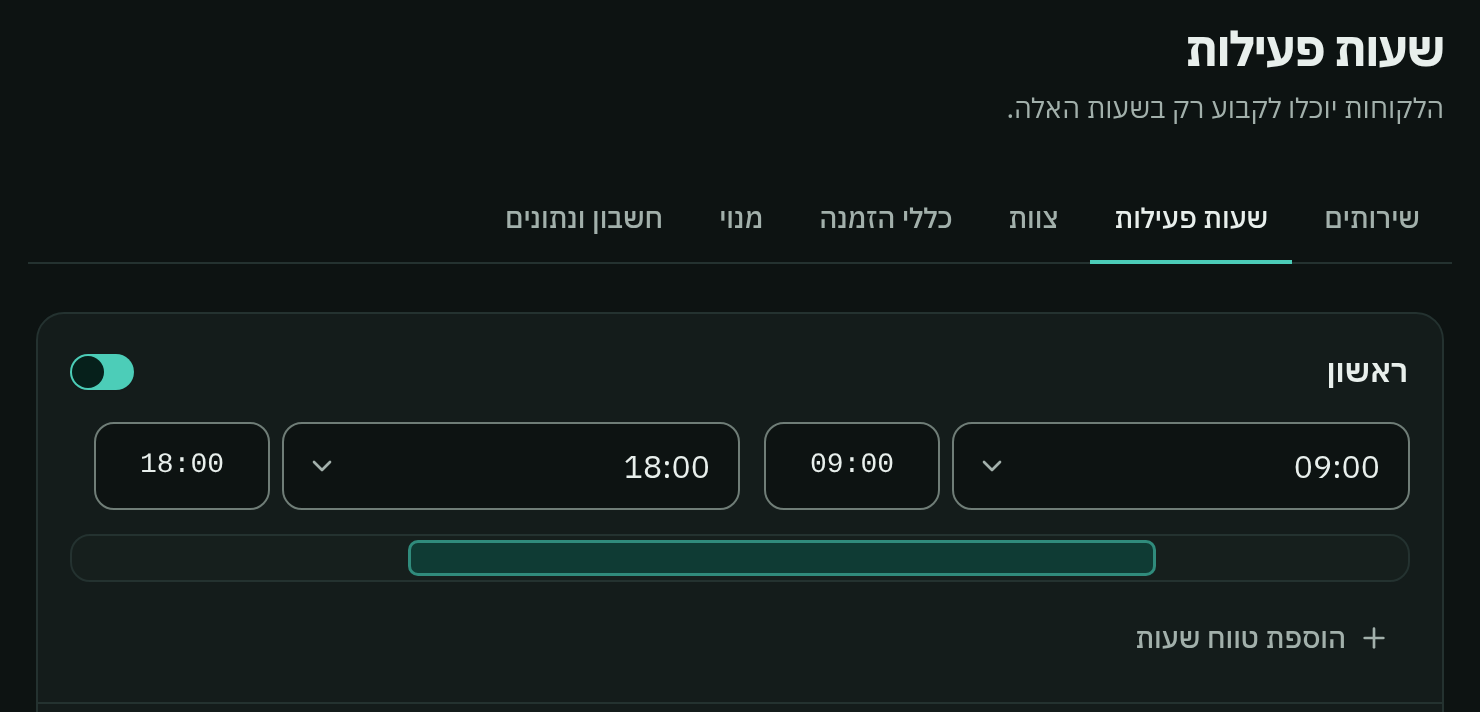 שעות פעילות
הלקוחות יוכלו לקבוע רק בשעות האלה.
שירותים שעות פעילות צוות כללי הזמנה מנוי חשבון ונתונים
ראשון
09:00 09:00 18:00 18:00
הוספת טווח שעות